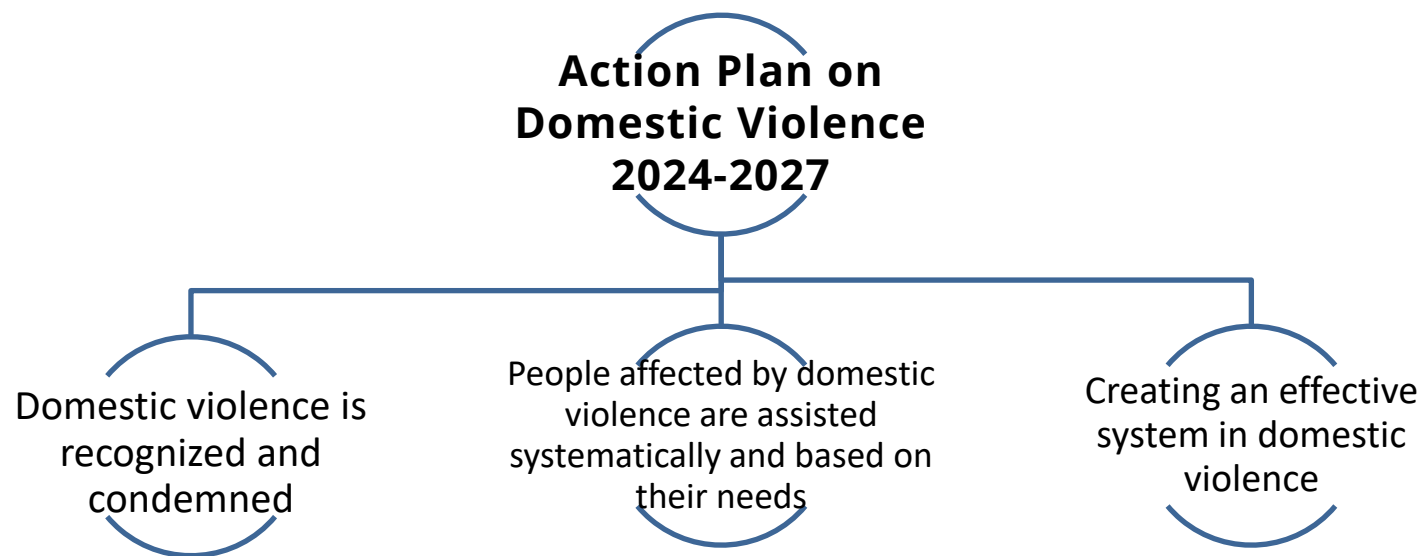 Action Plan on
Domestic Violence
2024-2027
Domestic violence is
recognized and
condemned
People affected by domestic
violence are assisted
systematically and based on
their needs
Creating an effective
system in domestic
violence